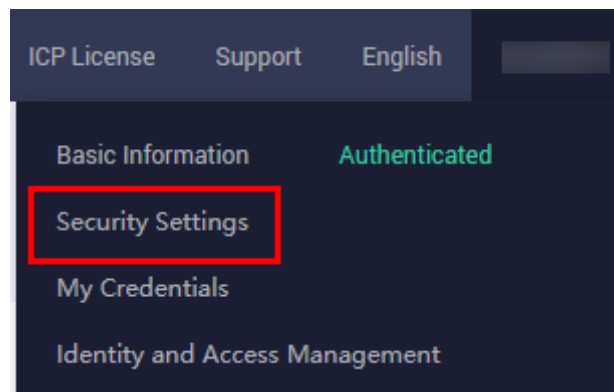 ICP License Support English
Basic Information Authenticated
Security Settings
My Credentials
Identity and Access Management